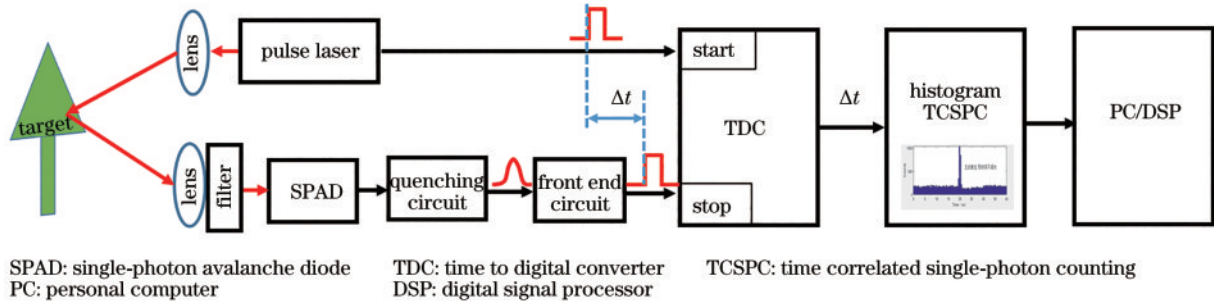 lens
pulse laser
start
Δt
target
TDC
Δt
histogram
TCSPC
PC/DSP
lens
filter
SPAD
quenching
circuit
front end
circuit
stop
SPAD: single-photon avalanche diode
TDC: time to digital converter
TCSPC: time correlated single-photon counting
PC: personal computer
DSP: digital signal processor